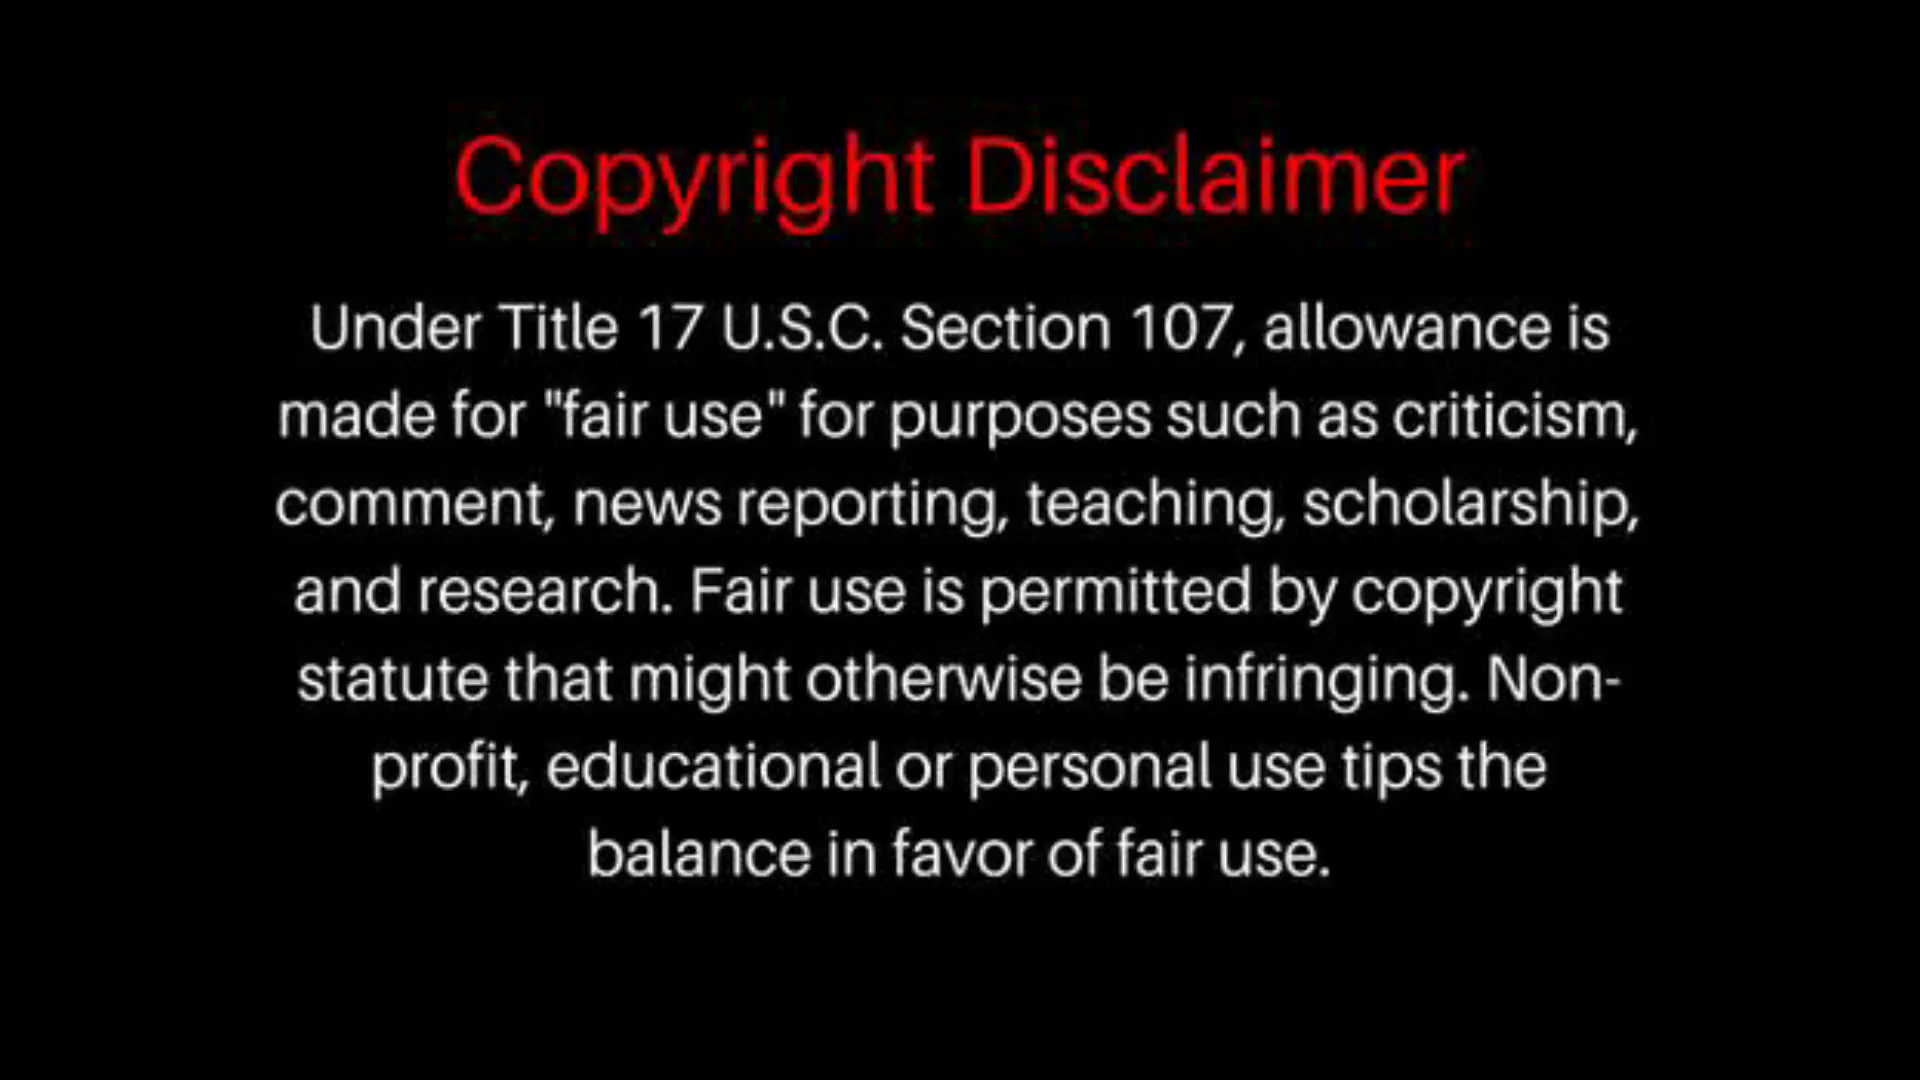 Copyright Disclaimer
Under Title 17 U.S.C. Section 107, allowance is
made for "fair use" for purposes such as criticism,
comment, news reporting, teaching, scholarship,
and research. Fair use is permitted by copyright
statute that might otherwise be infringing. Non-
profit, educational or personal use tips the
balance in favor of fair use.